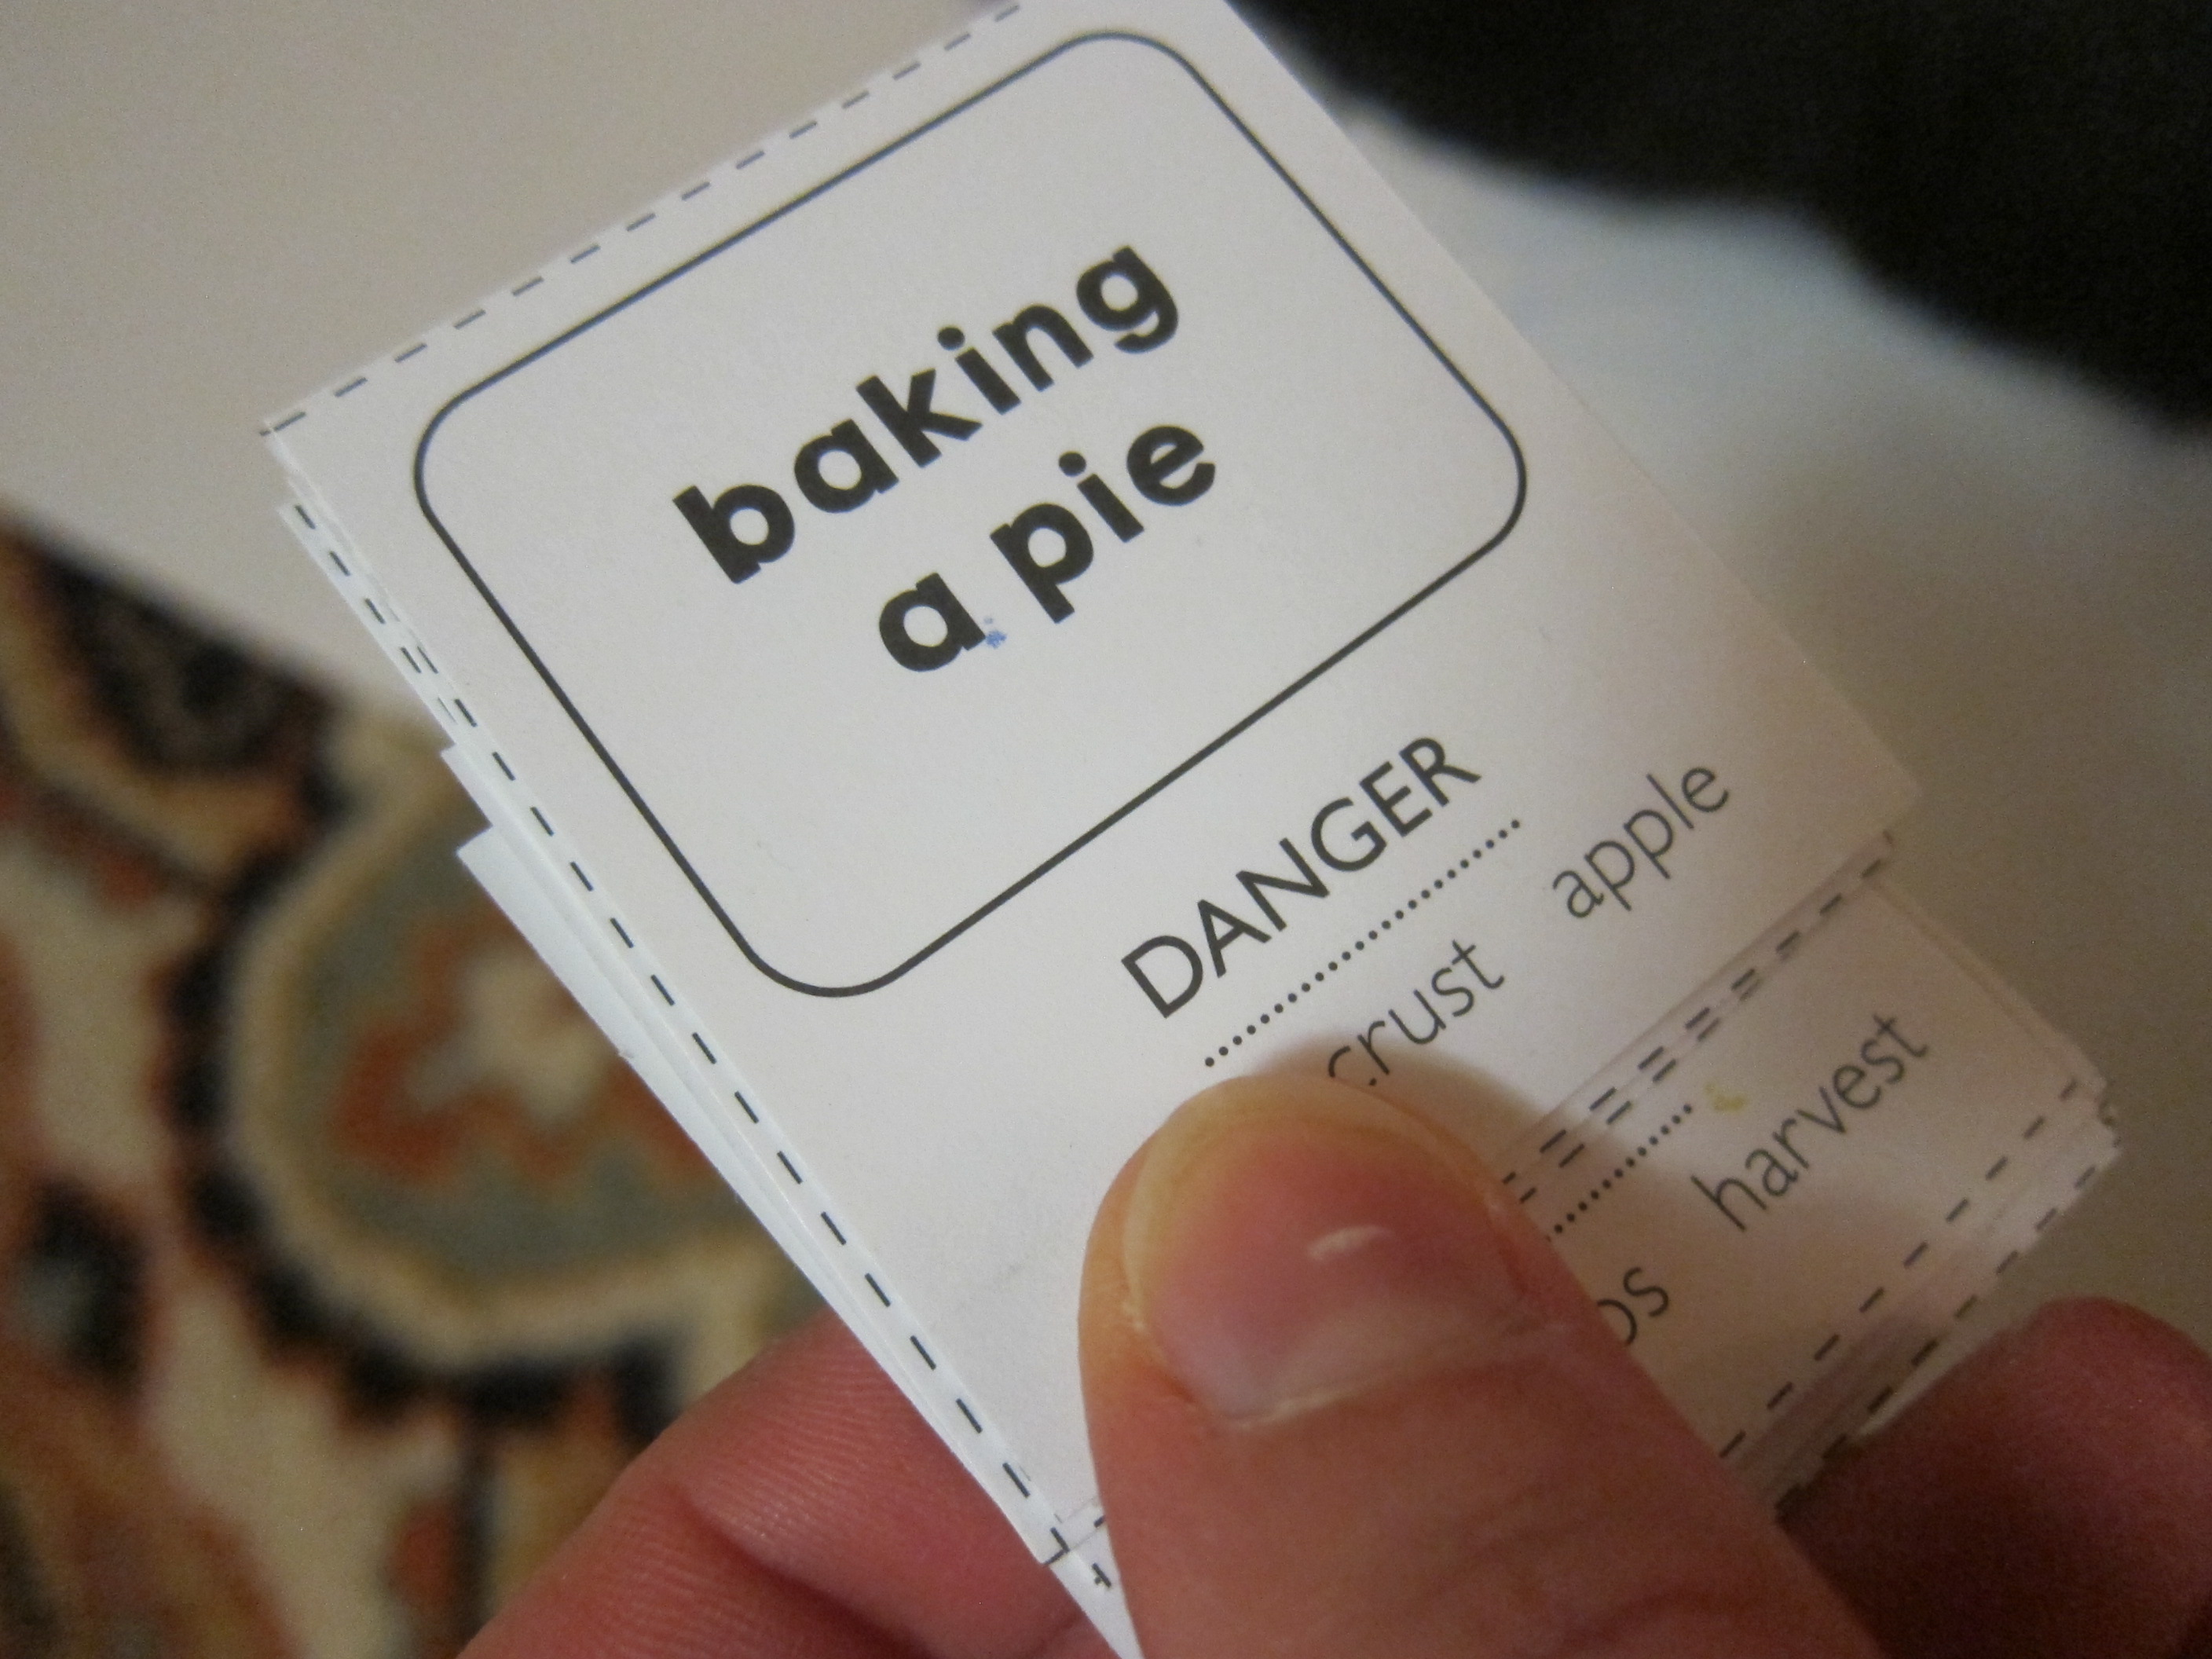 baking
a pie
DANGER
crust apple
harvest